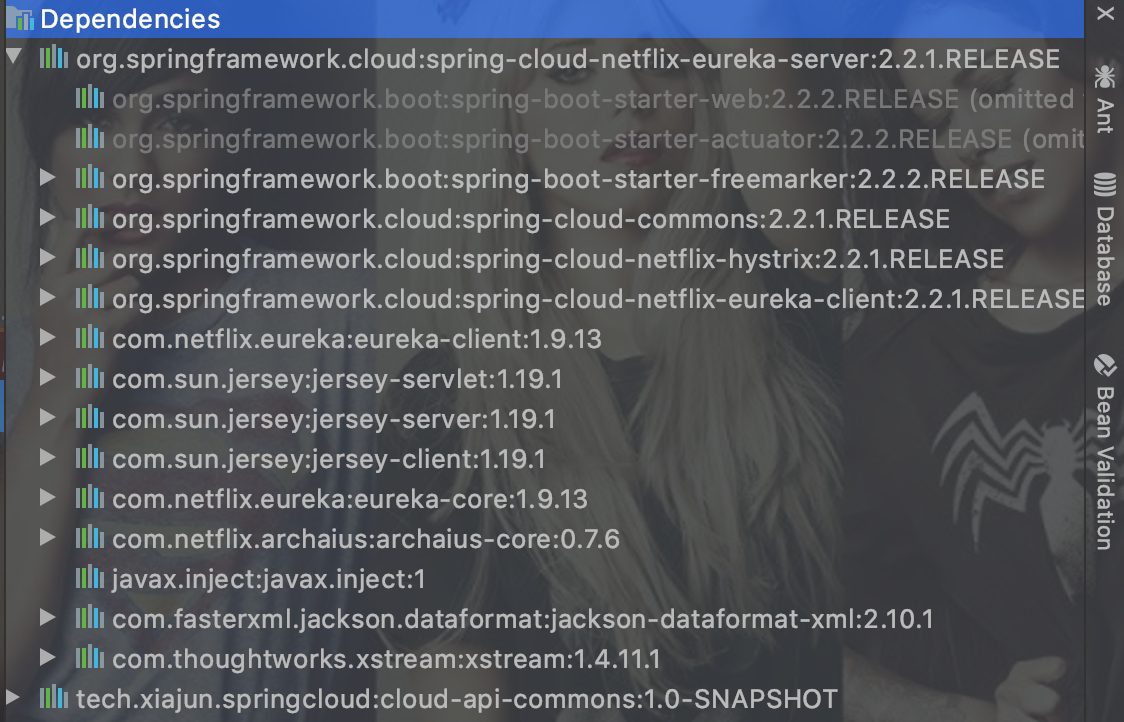 Dependencies
org.springframework.cloud:spring-cloud-netflix-eureka-server:2.2.1.RELEASE
org.springframework.boot:spring-boot-starter-web:2.2.2.RELEASE (omitted
org.springframework.boot:spring-boot-starter-actuator:2.2.2.RELEASE (omit
org.springframework.boot:spring-boot-starter-freemarker:2.2.2.RELEASE
org.springframework.cloud:spring-cloud-commons:2.2.1.RELEASE
org.springframework.cloud:spring-cloud-netflix-hystrix:2.2.1.RELEASE
org.springframework.cloud:spring-cloud-netflix-eureka-client:2.2.1.RELEASE
com.netflix.eureka:eureka-client:1.9.13
com.sun.jersey:jersey-servlet:1.19.1
com.sun.jersey:jersey-server:1.19.1
com.sun.jersey:jersey-client:1.19.1
com.netflix.eureka:eureka-core:1.9.13
com.netflix.archaius:archaius-core:0.7.6
javax.inject:javax.inject:1
com.fasterxml.jackson.dataformat:jackson-dataformat-xml:2.10.1
com.thoughtworks.xstream:xstream:1.4.11.1
tech.xiajun.springcloud:cloud-api-commons:1.0-SNAPSHOT
Ant
Database
Bean Validation